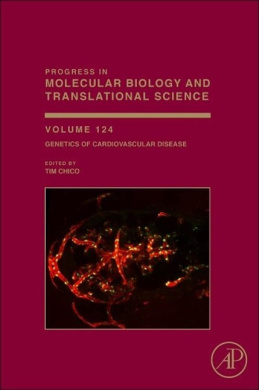 PROGRESS IN
MOLECULAR BIOLOGY AND
TRANSLATIONAL SCIENCE
VOLUME 124
GENETICS OF CARDIOVASCULAR DISEASE
EDITED BY
TIM CHICO
AP